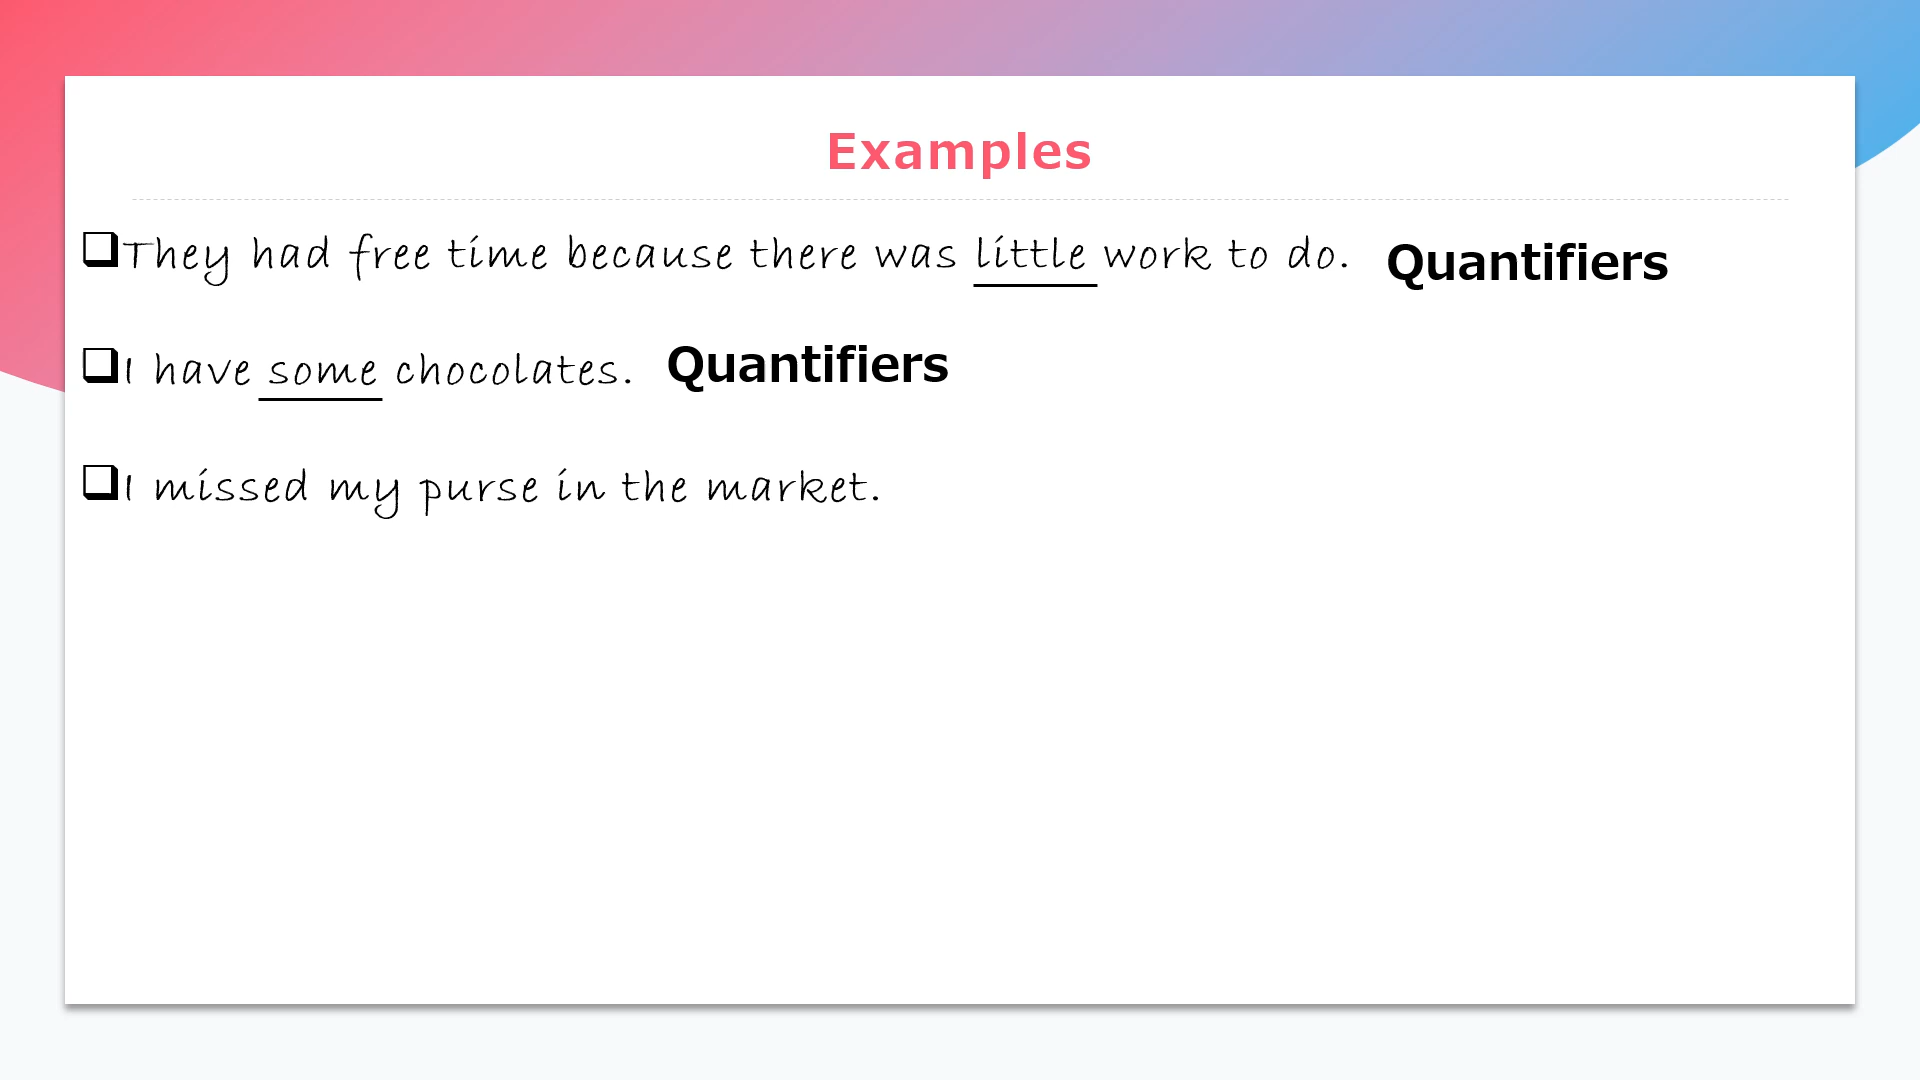 Examples
They had free time because there was little work to do. Quantifiers
I have some chocolates. Quantifiers
I missed my purse in the market.